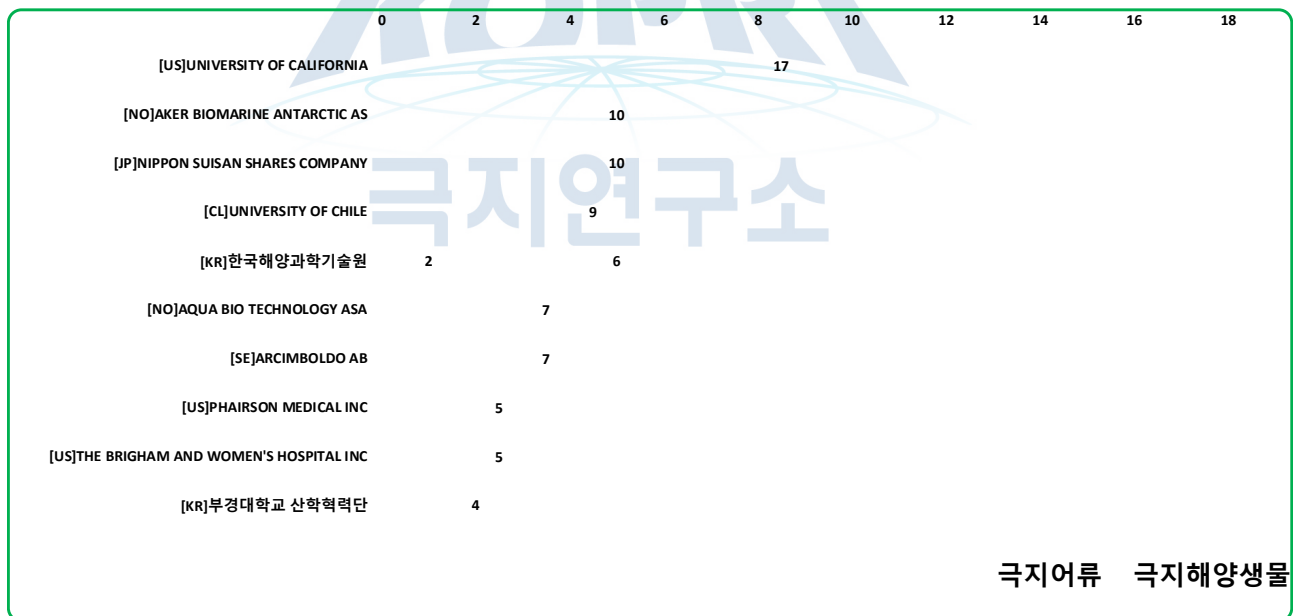 0 2 4 6 8 10 12 14 16 18
[US]UNIVERSITY OF CALIFORNIA 17
[NO]AKER BIOMARINE ANTARCTIC AS 10
[JP]NIPPON SUISAN SHARES COMPANY 10
극지연구소
[CL]UNIVERSITY OF CHILE 9
[KR]한국해양과학기술원 2 6
[NO]AQUA BIO TECHNOLOGY ASA 7
[SE]ARCIMBOLDO AB 7
[US]PHAIRSON MEDICAL INC 5
[US]THE BRIGHAM AND WOMEN'S HOSPITAL INC 5
[KR]부경대학교 산학혁력단 4
극지어류 극지해양생물